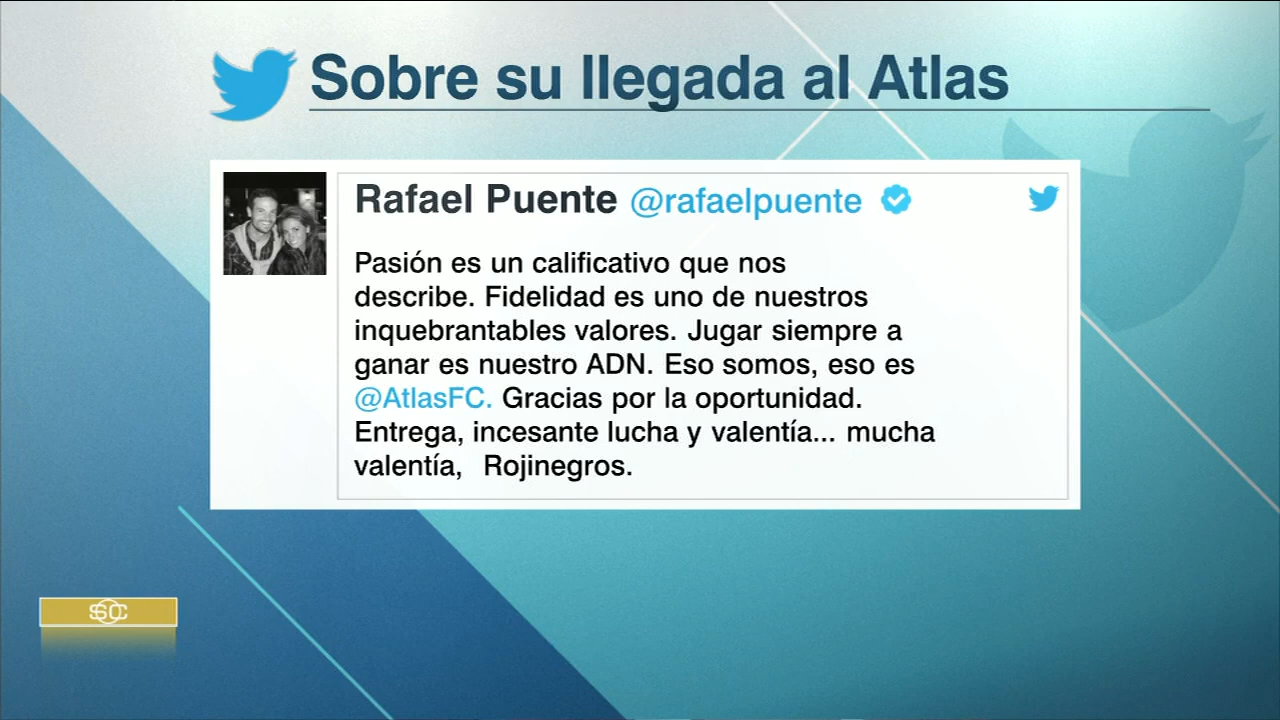 Sobre su llegada al Atlas
Rafael Puente @rafaelpuente
Pasión es un calificativo que nos
describe. Fidelidad es uno de nuestros
inquebrantables valores. Jugar siempre a
ganar es nuestro ADN. Eso somos, eso es
@AtlasFC. Gracias por la oportunidad.
Entrega, incesante lucha y valentía... mucha
valentía, Rojinegros.
SC